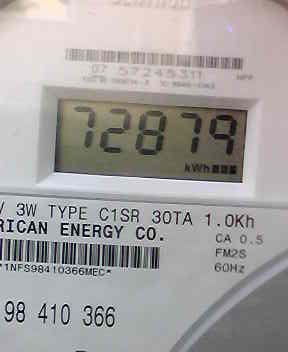 07 57245311
72879
kWh
V 3W TYPE C1SR 30TA 1.0Kh
RICAN ENERGY CO.
CA 0.5
FM2S
60Hz
*1NFS98410366MEC*
98 410 366